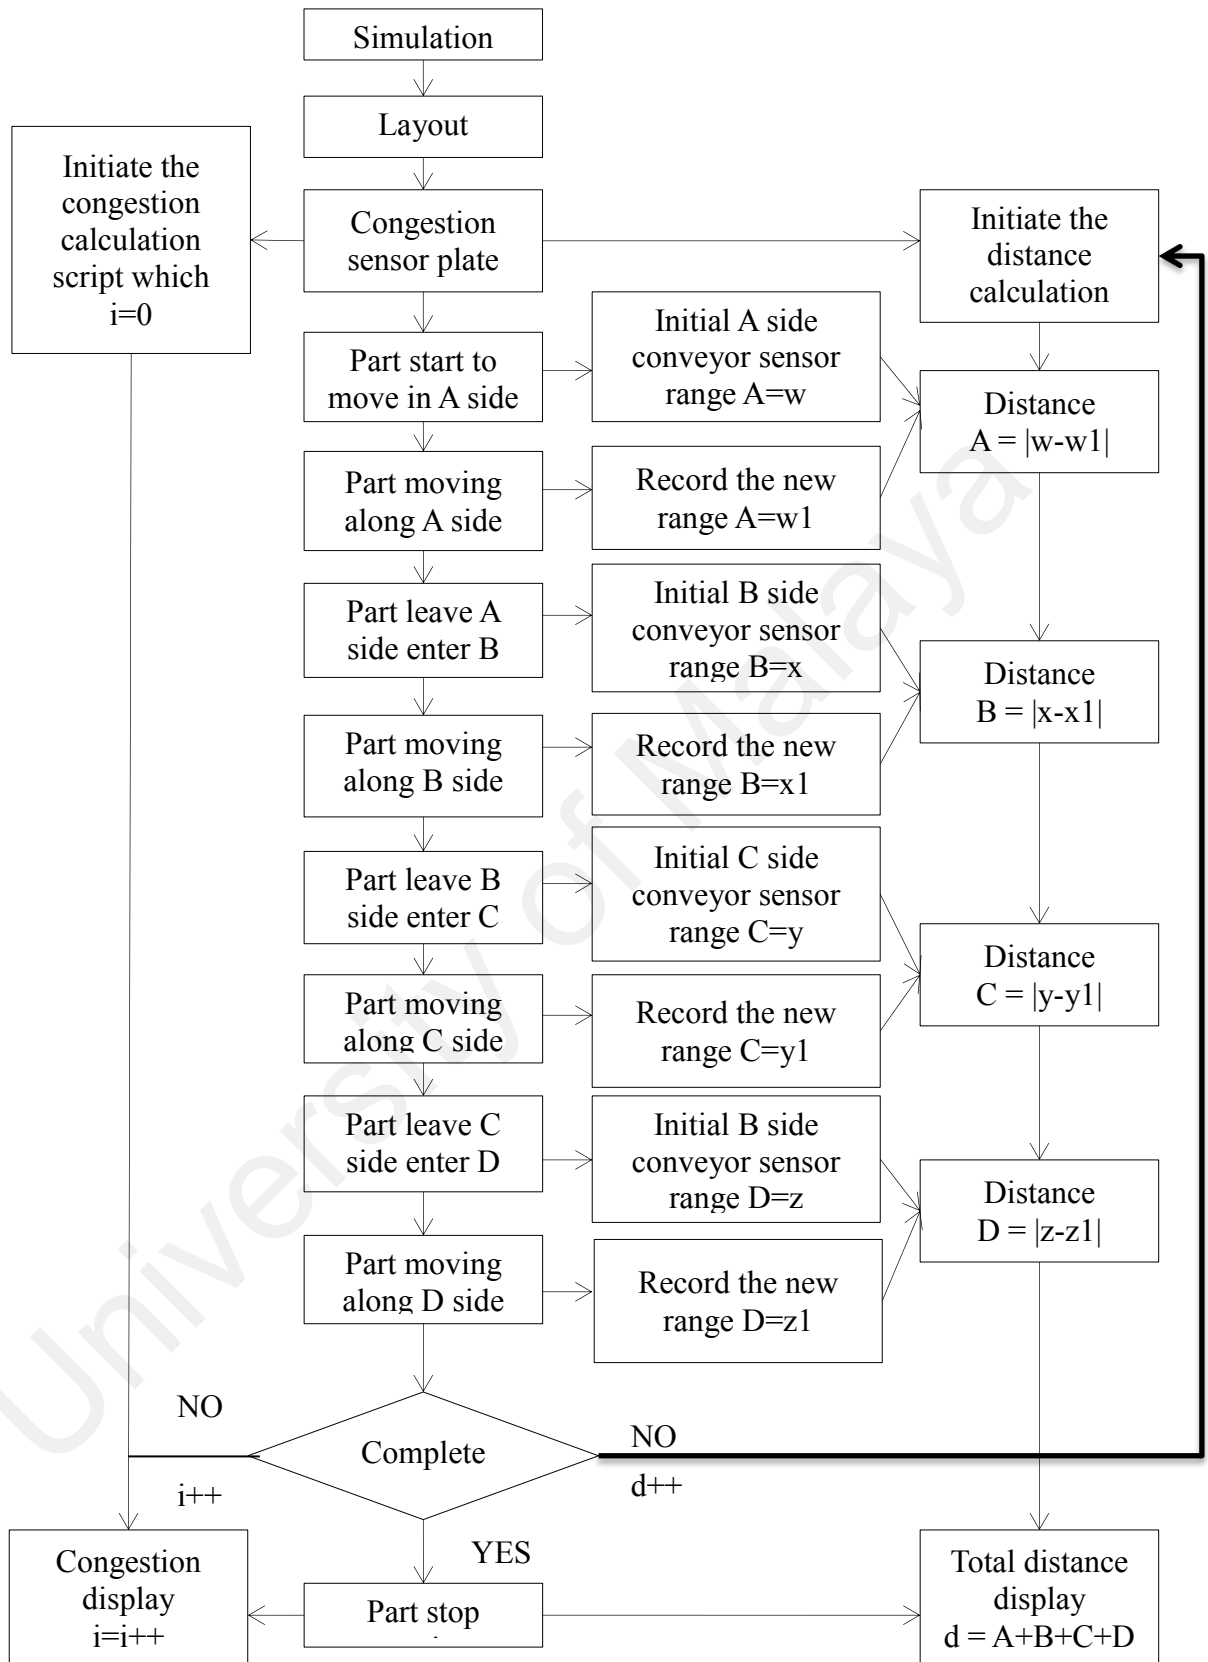 Simulation
Layout
Initiate the
congestion
calculation
script which
i=0
Congestion
sensor plate
Initiate the
distance
calculation
Part start to
move in A side
Initial A side
conveyor sensor
range A=w
Distance
A = |w-w1|
Part moving
along A side
Record the new
range A=w1
Part leave A
side enter B
Initial B side
conveyor sensor
range B=x
Distance
B = |x-x1|
Part moving
along B side
Record the new
range B=x1
Part leave B
side enter C
Initial C side
conveyor sensor
range C=y
Distance
C = |y-y1|
Part moving
along C side
Record the new
range C=y1
Part leave C
side enter D
Initial B side
conveyor sensor
range D=z
Distance
D = |z-z1|
Part moving
along D side
Record the new
range D=z1
NO
Complete
NO
i++
d++
YES
Congestion
display
i=i++
Part stop
Total distance
display
d = A+B+C+D
University of Malaya